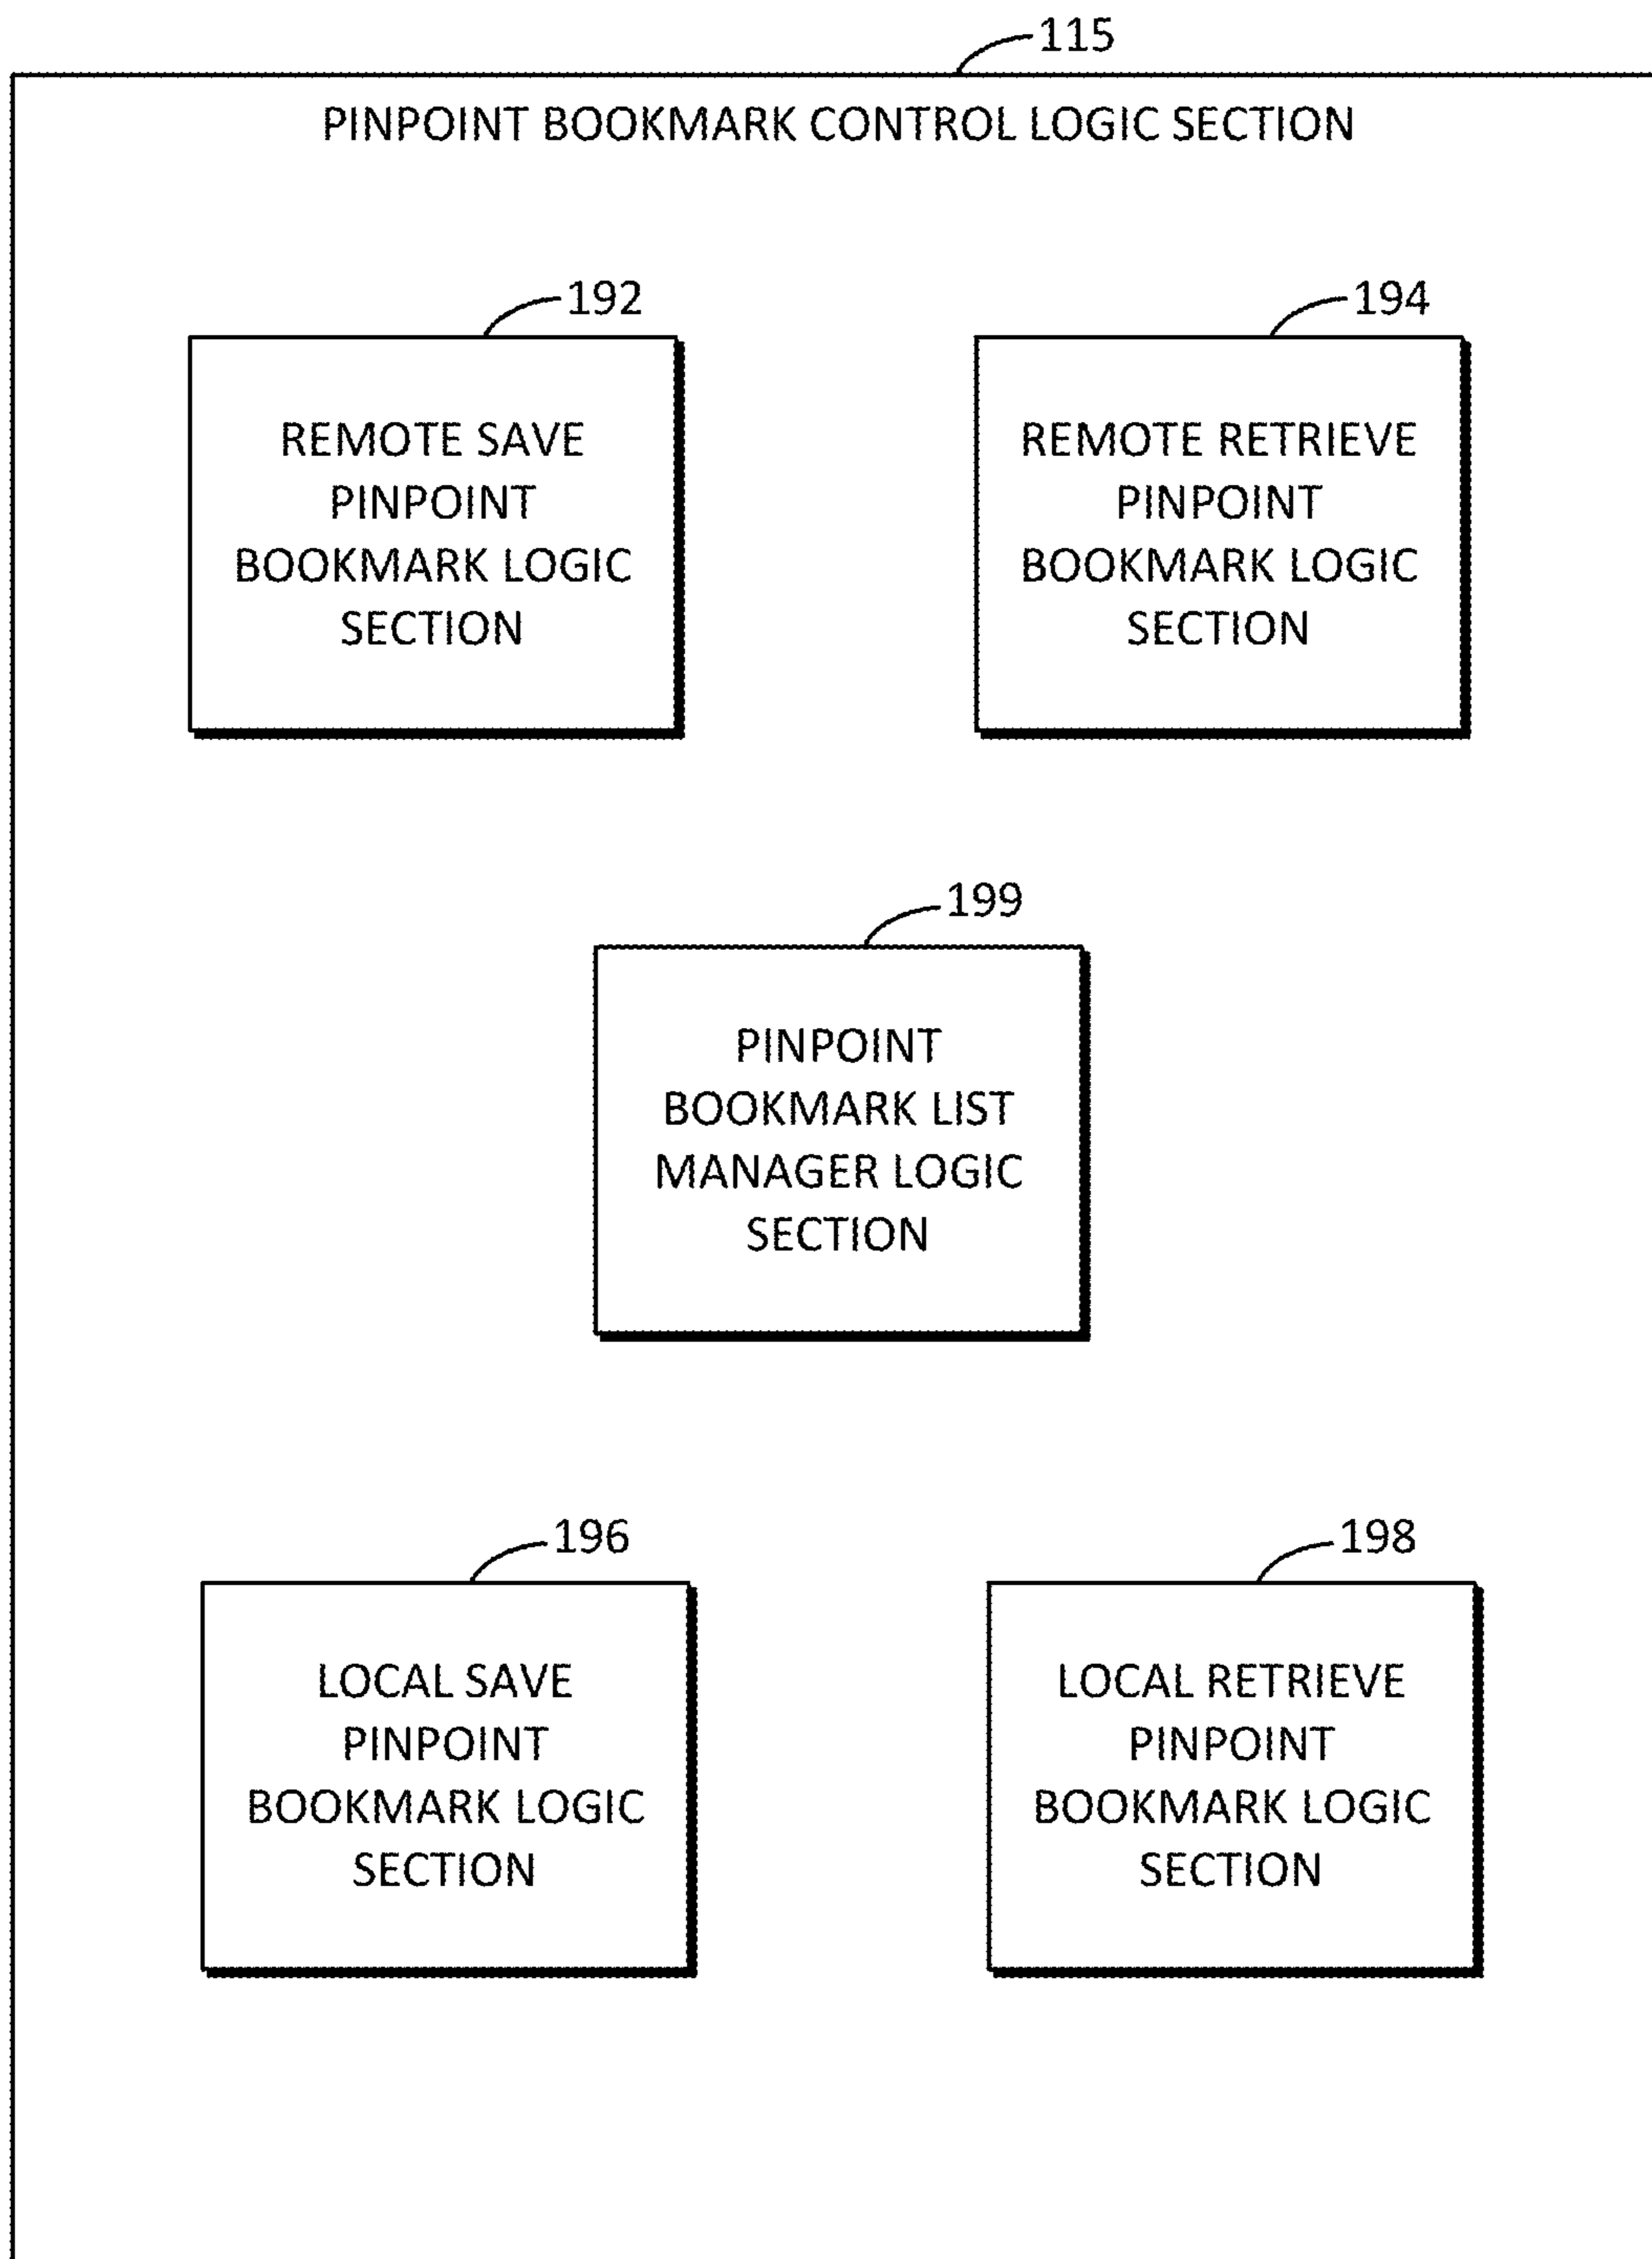 115
PINPOINT BOOKMARK CONTROL LOGIC SECTION
192
REMOTE SAVE
PINPOINT
BOOKMARK LOGIC
SECTION
194
REMOTE RETRIEVE
PINPOINT
BOOKMARK LOGIC
SECTION
199
PINPOINT
BOOKMARK LIST
MANAGER LOGIC
SECTION
196
LOCAL SAVE
PINPOINT
BOOKMARK LOGIC
SECTION
198
LOCAL RETRIEVE
PINPOINT
BOOKMARK LOGIC
SECTION